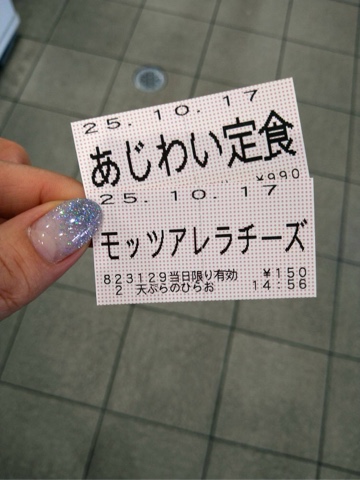 25.10.17
あじわい定食
¥990
25.10.17
モッツアレラチーズ
823129当日限り有効 ¥150
2 天ぷらのひらお 14:56